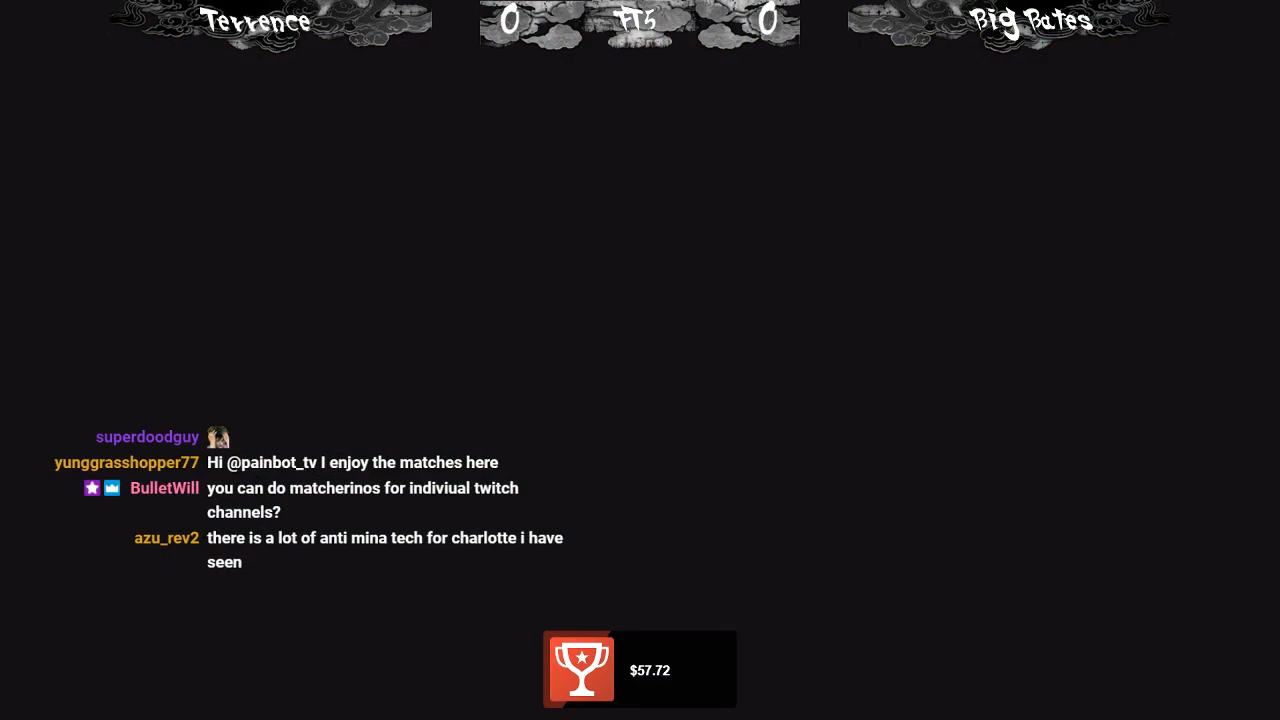 Terrence 0 FT5 0 Big Bates
superdoodguy
yunggrasshopper77 Hi @painbot_tv I enjoy the matches here
BulletWill you can do matcherinos for indiviual twitch
channels?
azu_rev2 there is a lot of anti mina tech for charlotte i have
seen
$57.72